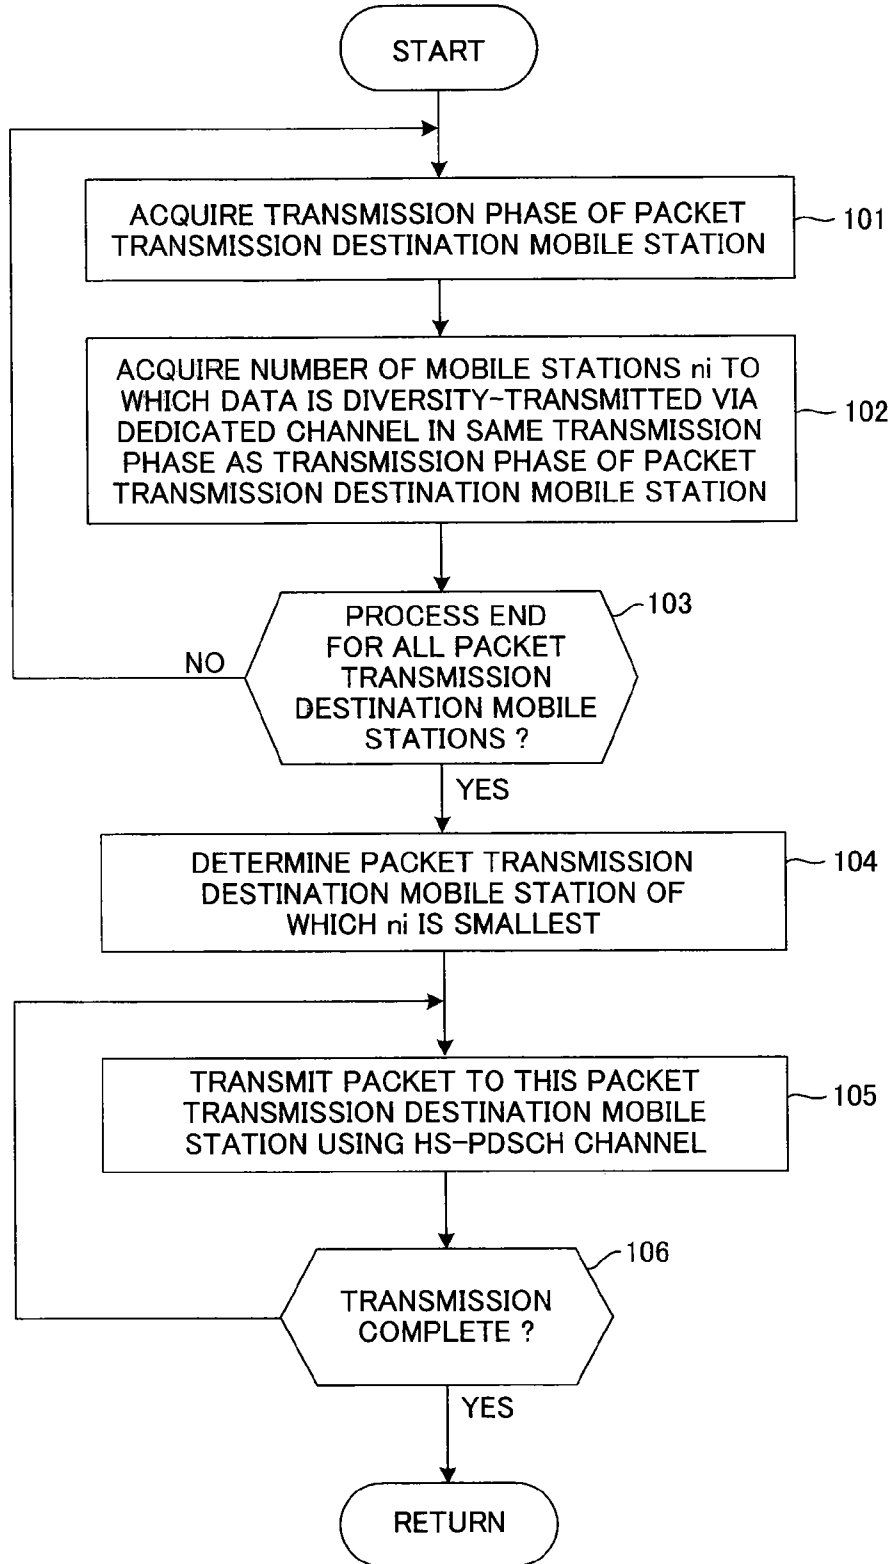 START
ACQUIRE TRANSMISSION PHASE OF PACKET
TRANSMISSION DESTINATION MOBILE STATION
101
ACQUIRE NUMBER OF MOBILE STATIONS ni TO
WHICH DATA IS DIVERSITY-TRANSMITTED VIA
DEDICATED CHANNEL IN SAME TRANSMISSION
PHASE AS TRANSMISSION PHASE OF PACKET
TRANSMISSION DESTINATION MOBILE STATION
102
PROCESS END
FOR ALL PACKET
TRANSMISSION
DESTINATION MOBILE
STATIONS ?
103
NO
YES
DETERMINE PACKET TRANSMISSION
DESTINATION MOBILE STATION OF
WHICH ni IS SMALLEST
104
TRANSMIT PACKET TO THIS PACKET
TRANSMISSION DESTINATION MOBILE
STATION USING HS-PDSCH CHANNEL
105
TRANSMISSION
COMPLETE ?
106
YES
RETURN